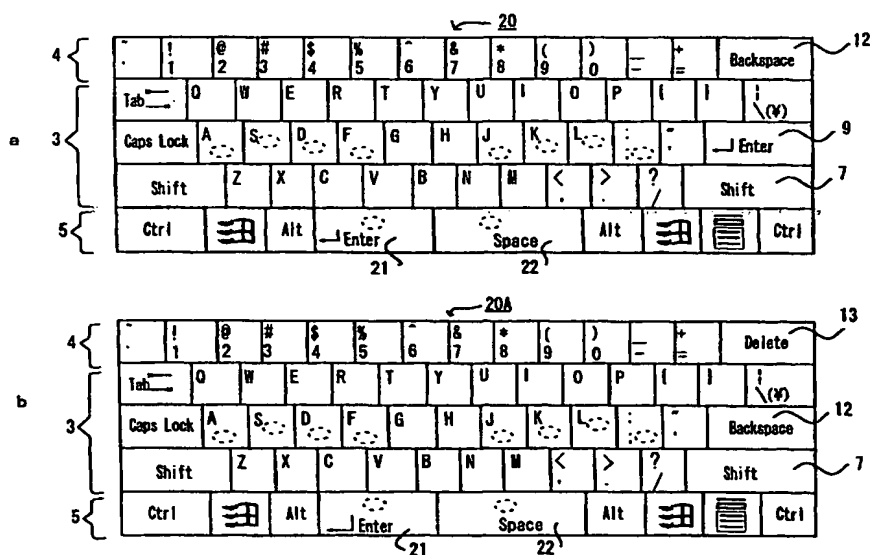 20
4 ~ ! @ # $ % ^ & * ( ) — + Backspace 12
` 1 2 3 4 5 6 7 8 9 0 - =
a 3 Tab Q W E R T Y U I O P [ ] ¦ \(¥)
Caps Lock A S D F G H J K L : ; " ' Enter 9
Shift Z X C V B N M < , > . ? / Shift 7
5 Ctrl Alt Enter Space Alt Ctrl
21 22
20A
4 ~ ! @ # $ % ^ & * ( ) — + Delete 13
` 1 2 3 4 5 6 7 8 9 0 - =
b 3 Tab Q W E R T Y U I O P [ ] ¦ \(¥)
Caps Lock A S D F G H J K L : ; " ' Backspace 12
Shift Z X C V B N M < , > . ? / Shift 7
5 Ctrl Alt Enter Space Alt Ctrl
21 22